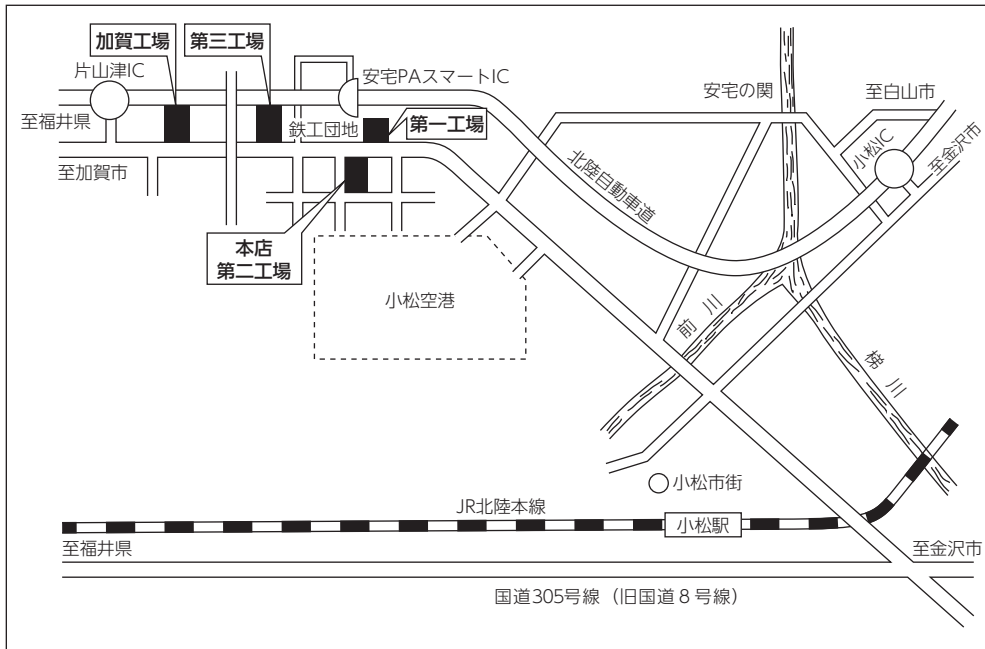 加賀工場
第三工場
片山津IC
安宅PAスマートIC
安宅の関
至白山市
至福井県
鉄工団地
第一工場
小松IC
至金沢市
至加賀市
北陸自動車道
本店
第二工場
小松空港
前川
梯川
小松市街
JR北陸本線
小松駅
至福井県
至金沢市
国道305号線（旧国道８号線）